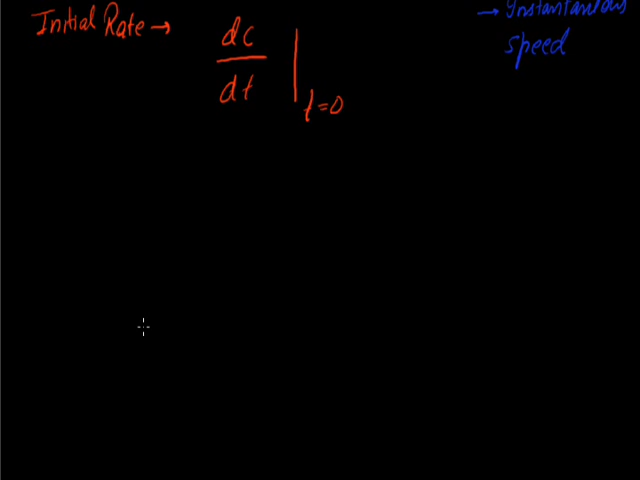 Initial Rate → dc/dt | t=0
→ Instantaneous
speed